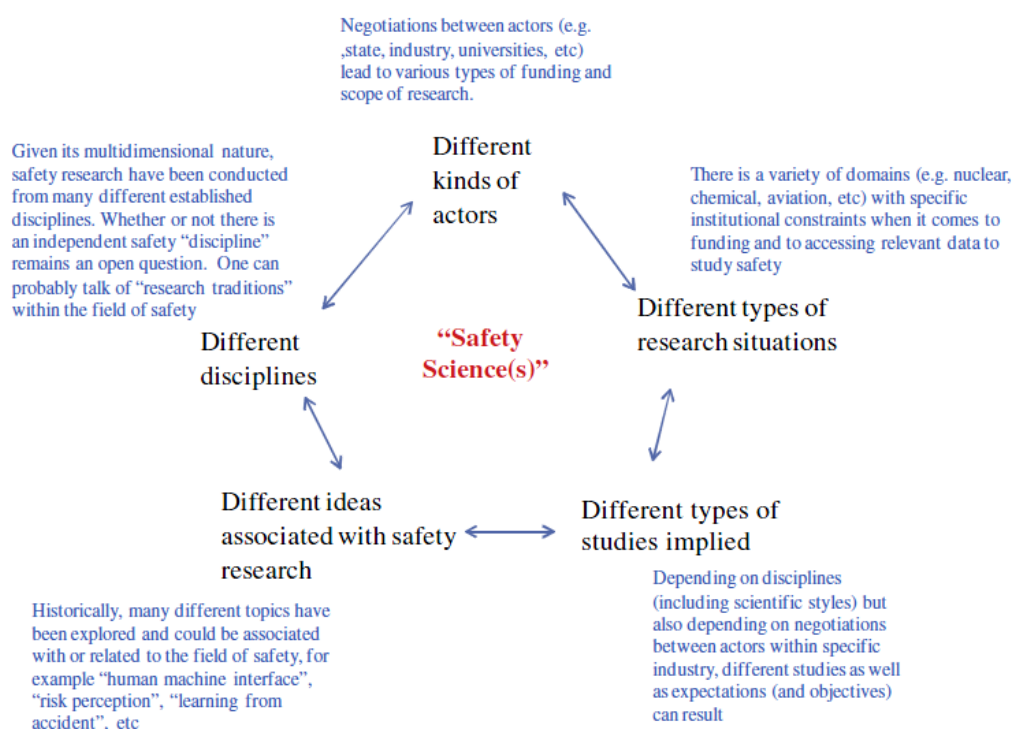 Negotiations between actors (e.g.
,state, industry, universities, etc)
lead to various types of funding and
scope of research.
Different
kinds of
actors
Given its multidimensional nature,
safety research have been conducted
from many different established
disciplines. Whether or not there is
an independent safety “discipline”
remains an open question. One can
probably talk of “research traditions”
within the field of safety
There is a variety of domains (e.g. nuclear,
chemical, aviation, etc) with specific
institutional constraints when it comes to
funding and to accessing relevant data to
study safety
Different
disciplines
“Safety
Science(s)”
Different types of
research situations
Different ideas
associated with safety
research
Different types of
studies implied
Historically, many different topics have
been explored and could be associated
with or related to the field of safety, for
example “human machine interface”,
“risk perception”, “learning from
accident”, etc
Depending on disciplines
(including scientific styles) but
also depending on negotiations
between actors within specific
industry, different studies as well
as expectations (and objectives)
can result